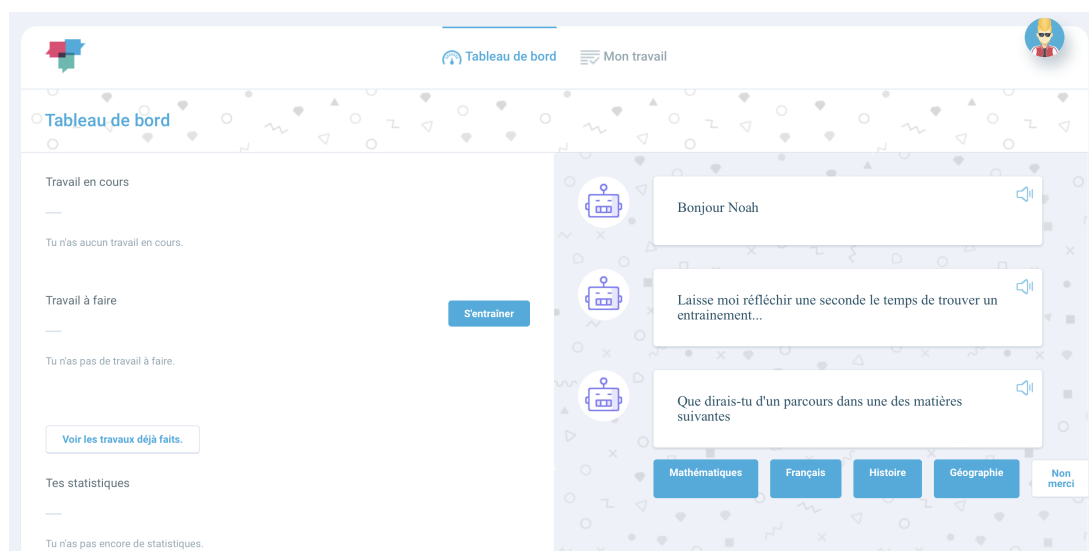 Tableau de bord
Mon travail
Tableau de bord
Travail en cours
Tu n'as aucun travail en cours.
Travail à faire
S'entraîner
Tu n'as pas de travail à faire.
Voir les travaux déjà faits.
Tes statistiques
Tu n'as pas encore de statistiques.
Bonjour Noah
Laisse moi réfléchir une seconde le temps de trouver un
entrainement...
Que dirais-tu d'un parcours dans une des matières
suivantes
Mathématiques
Français
Histoire
Géographie
Non
merci